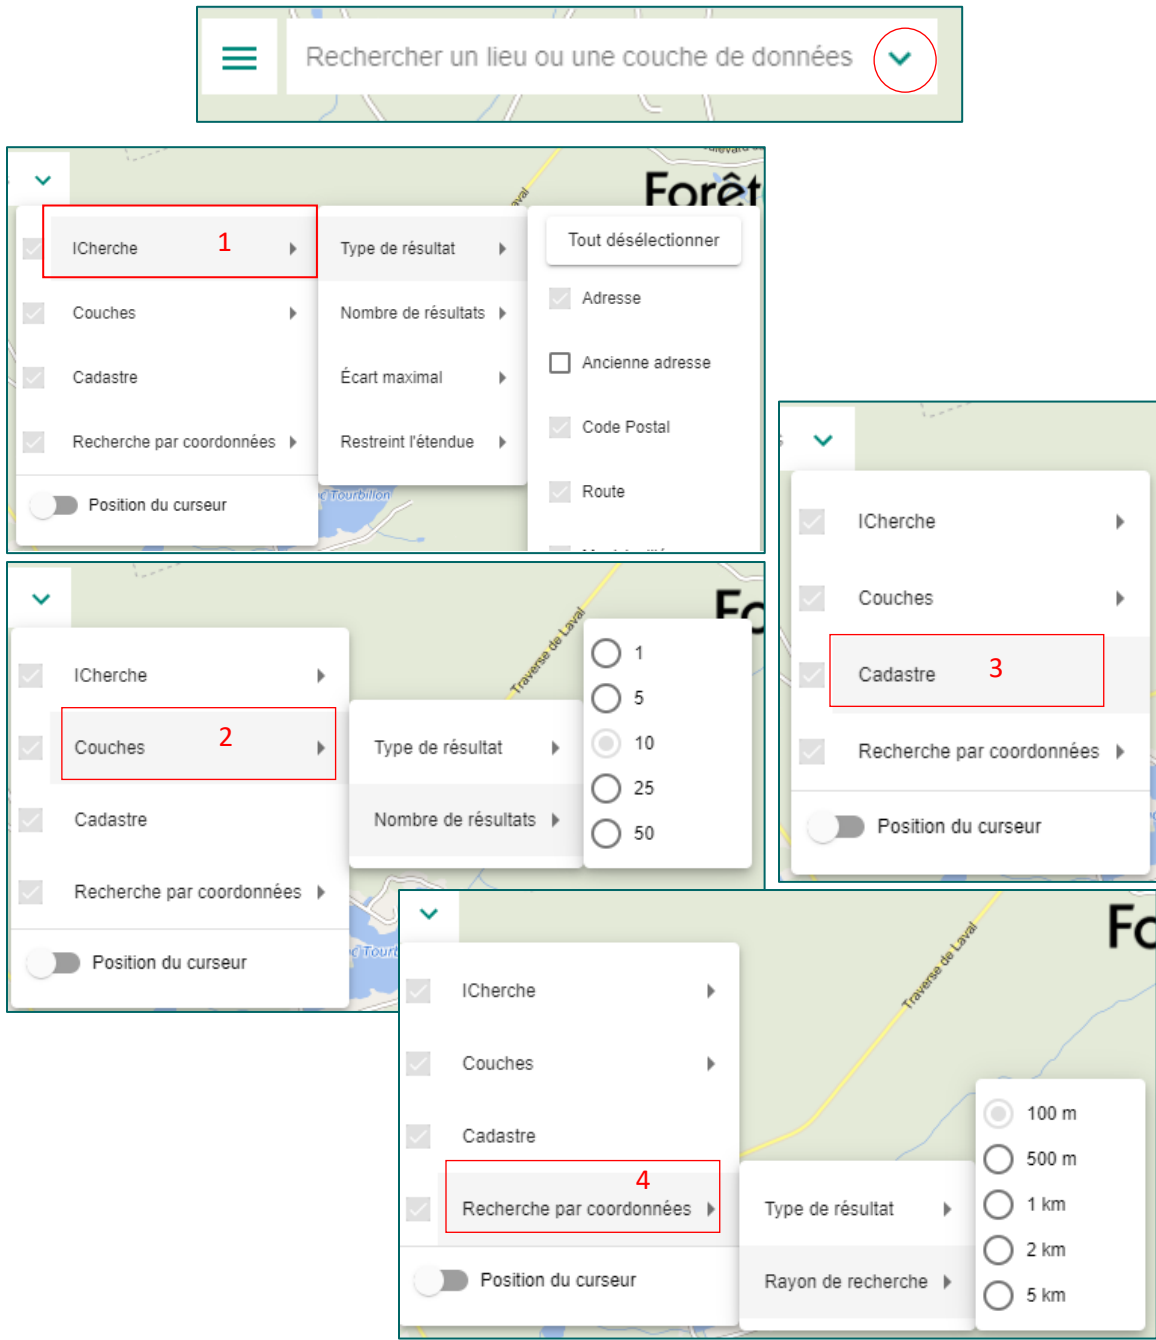 Rechercher un lieu ou une couche de données
Forêt
ICherche
1
Type de résultat
Tout désélectionner
Couches
Nombre de résultats
Adresse
Cadastre
Écart maximal
Ancienne adresse
Recherche par coordonnées
Restreint l'étendue
Code Postal
Position du curseur
Tourbillon
Route
ICherche
Couches
Cadastre
3
Recherche par coordonnées
Position du curseur
Fo
Traverse de Laval
ICherche
Couches
2
Type de résultat
Cadastre
Nombre de résultats
Recherche par coordonnées
Position du curseur
1
5
10
25
50
Fo
Traverse de Laval
ICherche
Couches
Cadastre
4
Recherche par coordonnées
Type de résultat
Position du curseur
Rayon de recherche
100 m
500 m
1 km
2 km
5 km